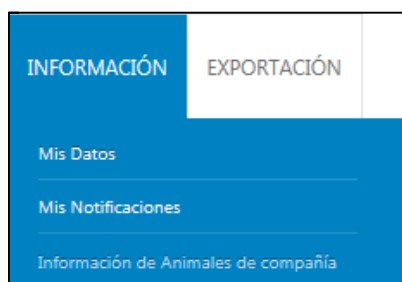 INFORMACIÓN EXPORTACIÓN
Mis Datos
Mis Notificaciones
Información de Animales de compañía